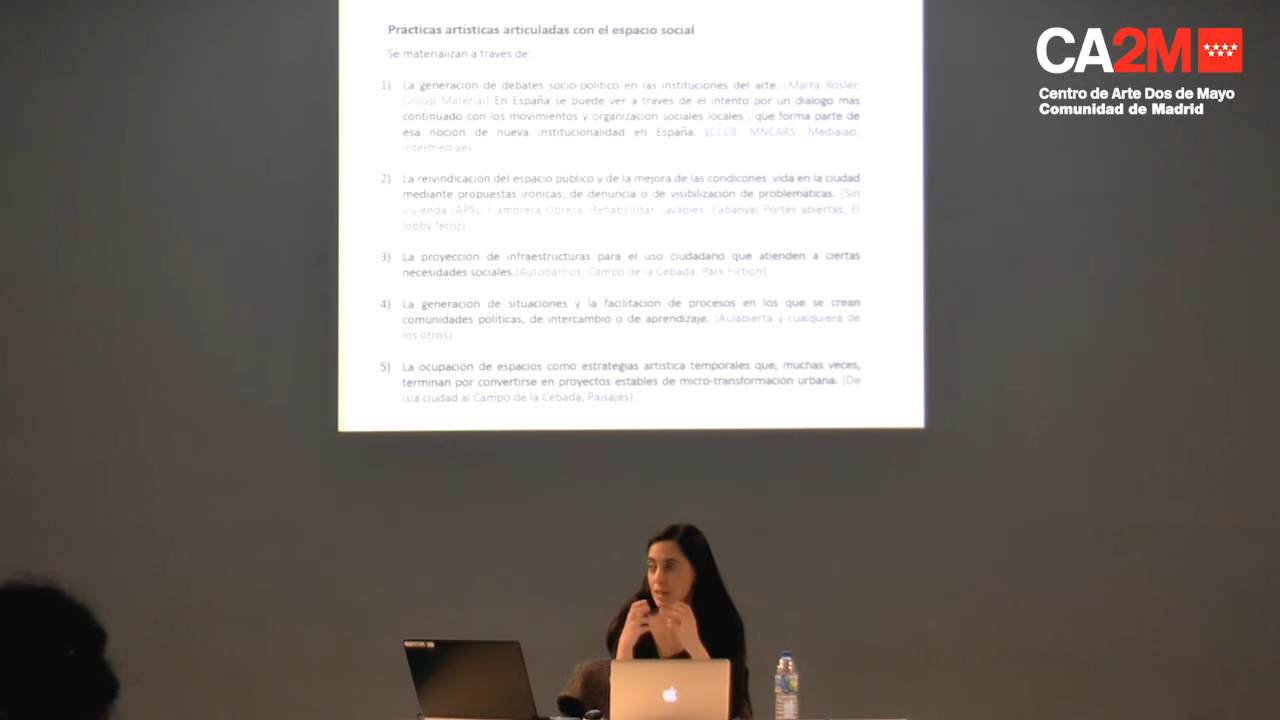 Prácticas artísticas articuladas con el espacio social
Se materializan a traves de:
1) La generación de debates socio-político en las instituciones del arte. (Marta Rosler,
Group Material) En España se puede ver a traves de el intento por un dialogo mas
continuado con los movimientos y organizacion sociales locales , que forma parte de
esa noción de nueva institucionalidad en España. (CCCB, MNCARS, Medialab,
Intermediae)
2) La reivindicación del espacio publico y de la mejora de las condicones vida en la ciudad
mediante propuestas irónicas, de denuncia o de visibilización de problematicas. (Sin
vivienda (APS), Fiambrera Obrera, Rehabilitar Lavapies, Cabanyal Portes abiertas, El
lobby feroz)
3) La proyección de infraestructuras para el uso ciudadano que atienden a ciertas
necesidades sociales.(Autobarrios, Campo de la Cebada, Park Fiction)
4) La generación de situaciones y la facilitación de procesos en los que se crean
comunidades políticas, de intercambio o de aprendizaje. (Aulabierta y cualquiera de
los otros)
5) La ocupación de espacios como estrategias artística temporales que, muchas veces,
terminan por convertirse en proyectos estables de micro-transformación urbana. (De
isla ciudad al Campo de la Cebada, Paisajes)
CA2M
Centro de Arte Dos de Mayo
Comunidad de Madrid